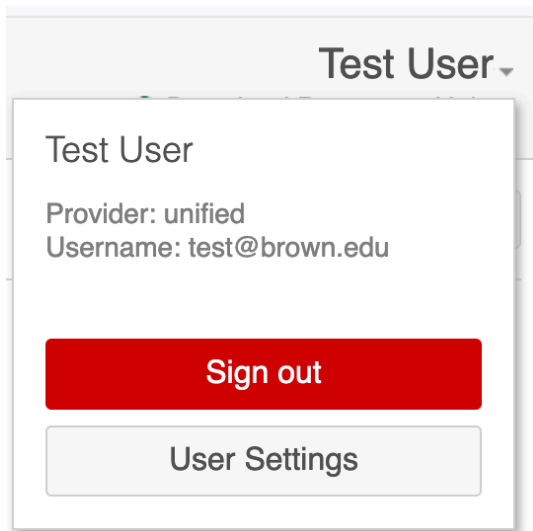 Test User
Test User
Provider: unified
Username: test@brown.edu
Sign out
User Settings